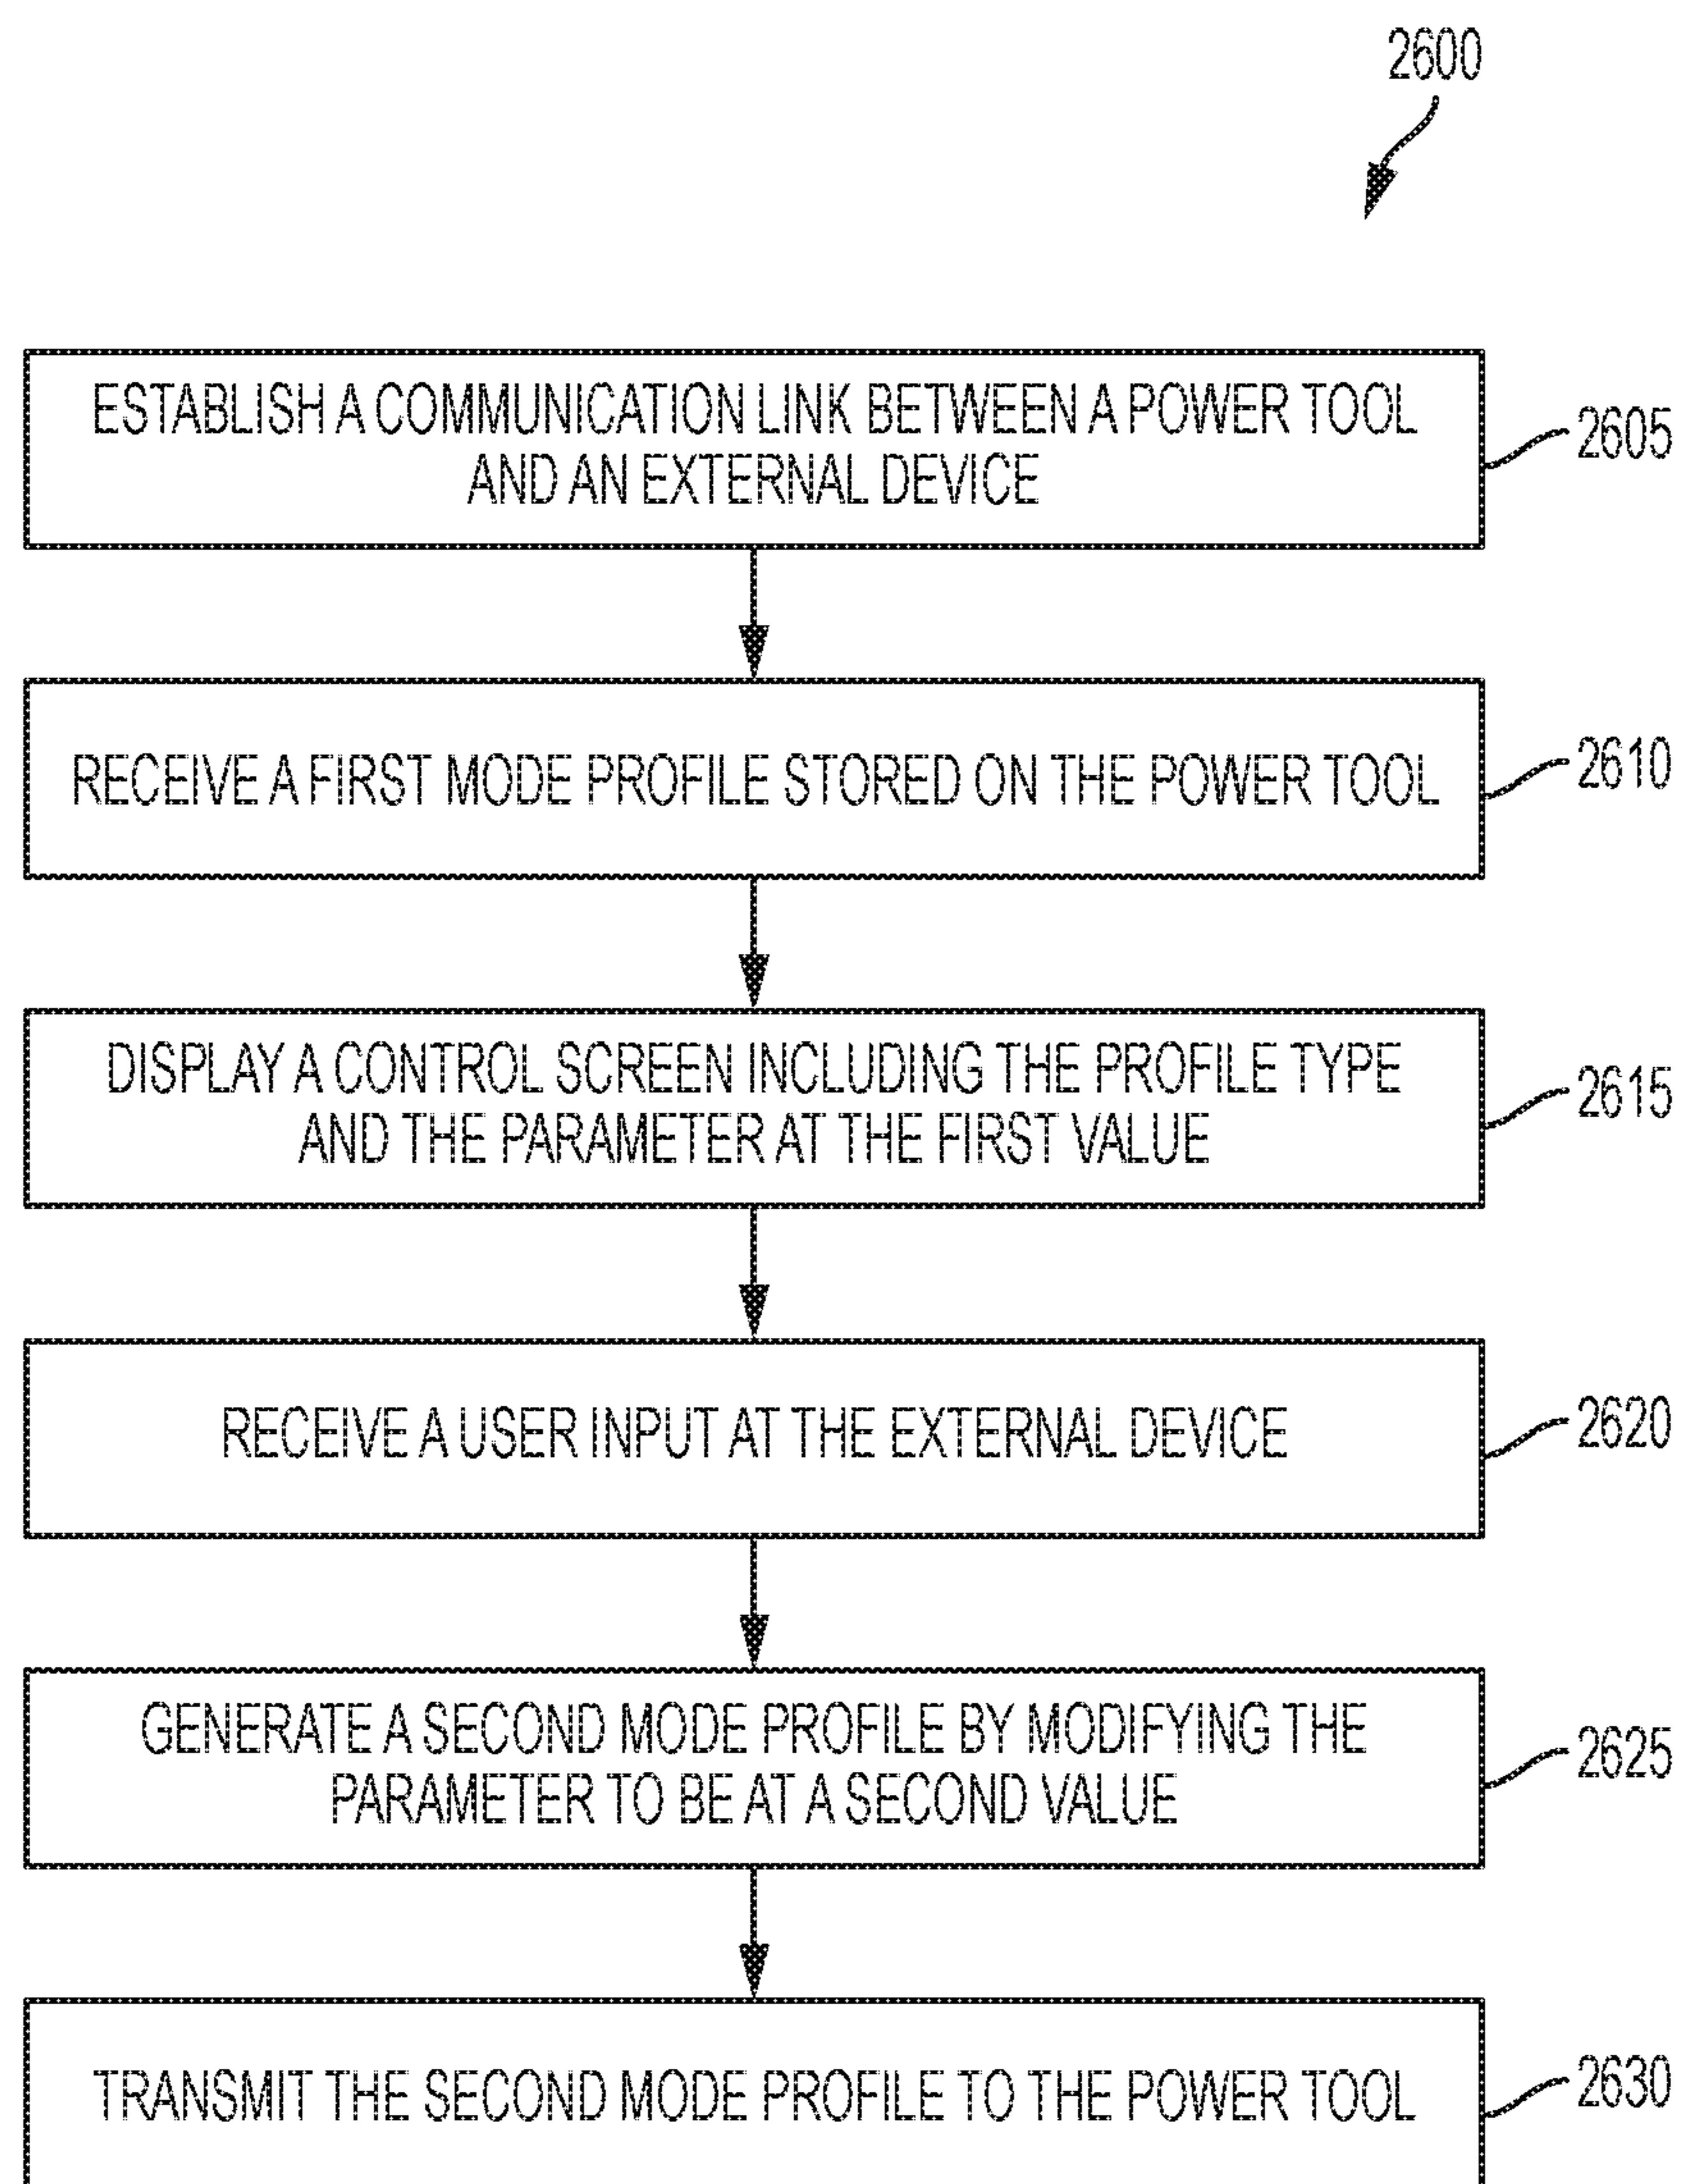 2600
ESTABLISH A COMMUNICATION LINK BETWEEN A POWER TOOL
AND AN EXTERNAL DEVICE
2605
RECEIVE A FIRST MODE PROFILE STORED ON THE POWER TOOL
2610
DISPLAY A CONTROL SCREEN INCLUDING THE PROFILE TYPE
AND THE PARAMETER AT THE FIRST VALUE
2615
RECEIVE A USER INPUT AT THE EXTERNAL DEVICE
2620
GENERATE A SECOND MODE PROFILE BY MODIFYING THE
PARAMETER TO BE AT A SECOND VALUE
2625
TRANSMIT THE SECOND MODE PROFILE TO THE POWER TOOL
2630